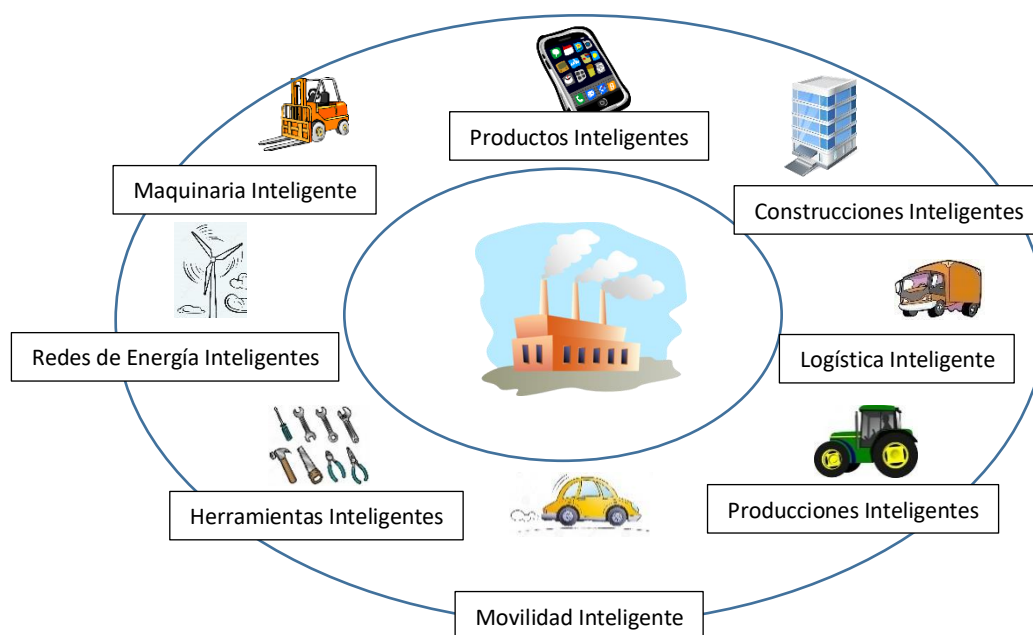 Productos Inteligentes
Maquinaria Inteligente
Construcciones Inteligentes
Redes de Energía Inteligentes
Logística Inteligente
Herramientas Inteligentes
Producciones Inteligentes
Movilidad Inteligente